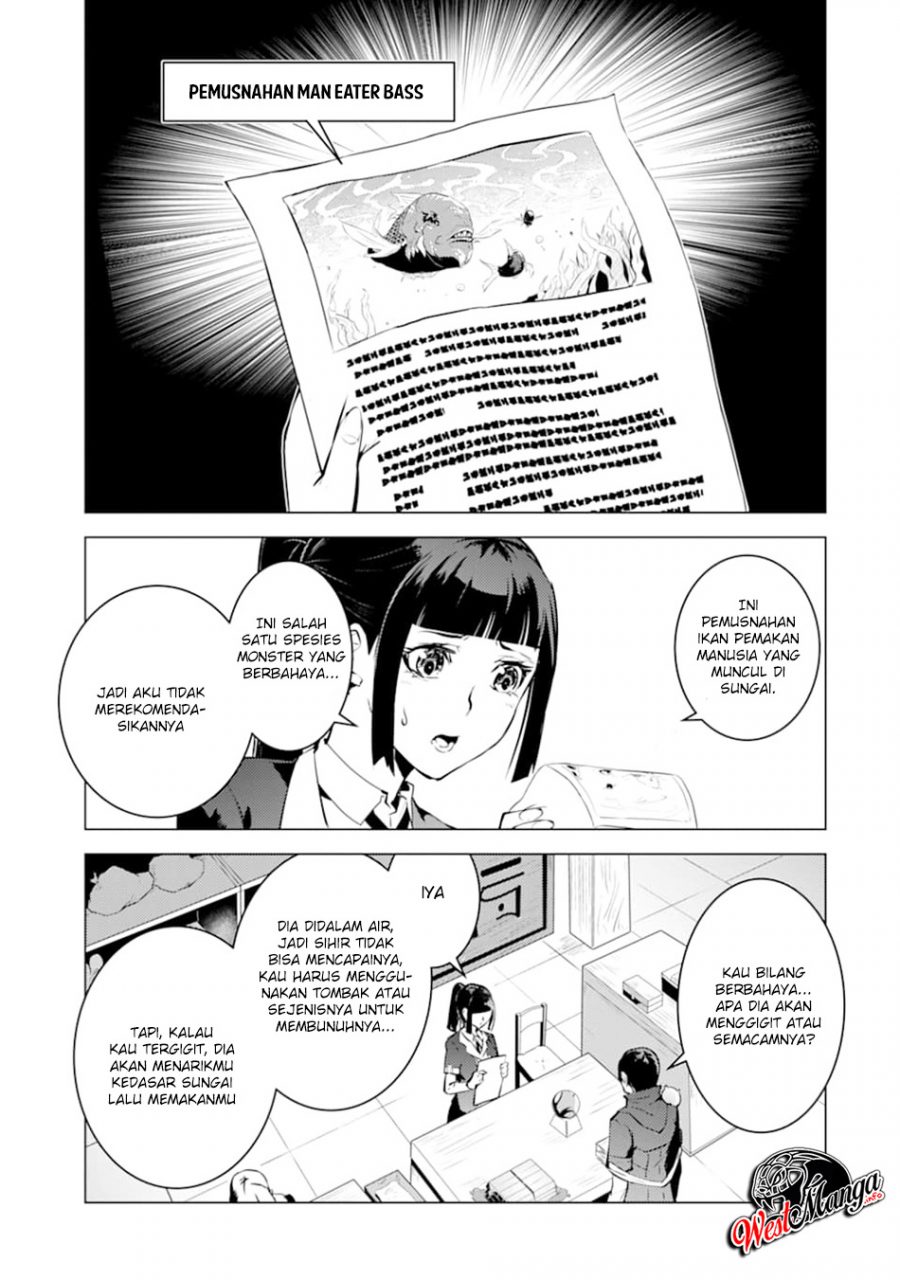 PEMUSNAHAN MAN EATER BASS
INI
PEMUSNAHAN
IKAN PEMAKAN
MANUSIA YANG
MUNCUL DI
SUNGAI.
INI SALAH
SATU SPESIES
MONSTER YANG
BERBAHAYA...
JADI AKU TIDAK
MEREKOMENDA-
SIKANNYA
KAU BILANG
BERBAHAYA...
APA DIA AKAN
MENGGIGIT ATAU
SEMACAMNYA?
IYA
DIA DIDALAM AIR,
JADI SIHIR TIDAK
BISA MENCAPAINYA,
KAU HARUS MENGGU-
NAKAN TOMBAK ATAU
SEJENISNYA UNTUK
MEMBUNUHNYA...
TAPI, KALAU
KAU TERGIGIT, DIA
AKAN MENARIKMU
KEDASAR SUNGAI
LALU MEMAKANMU
WestManga.info